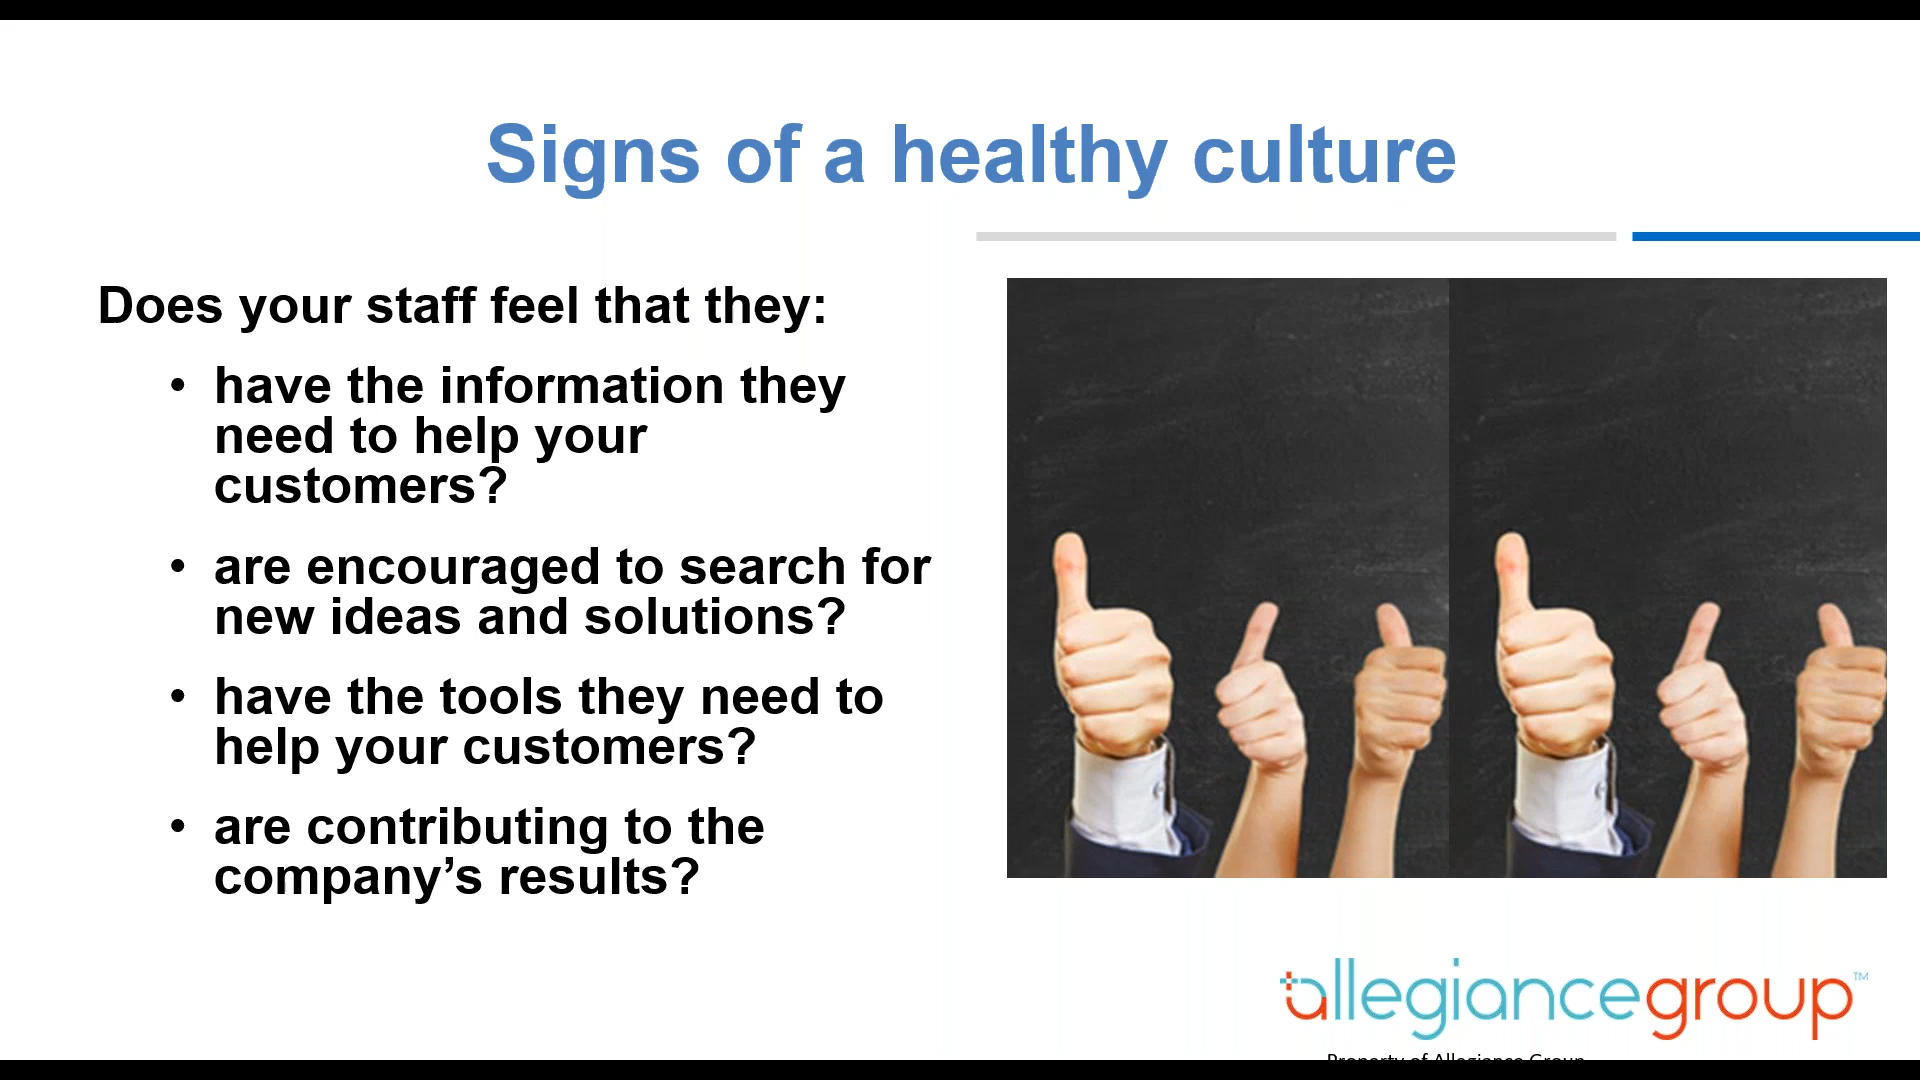 Signs of a healthy culture
Does your staff feel that they:
• have the information they
need to help your
customers?
• are encouraged to search for
new ideas and solutions?
• have the tools they need to
help your customers?
• are contributing to the
company’s results?
allegiancegroup™
Property of Allegiance Group